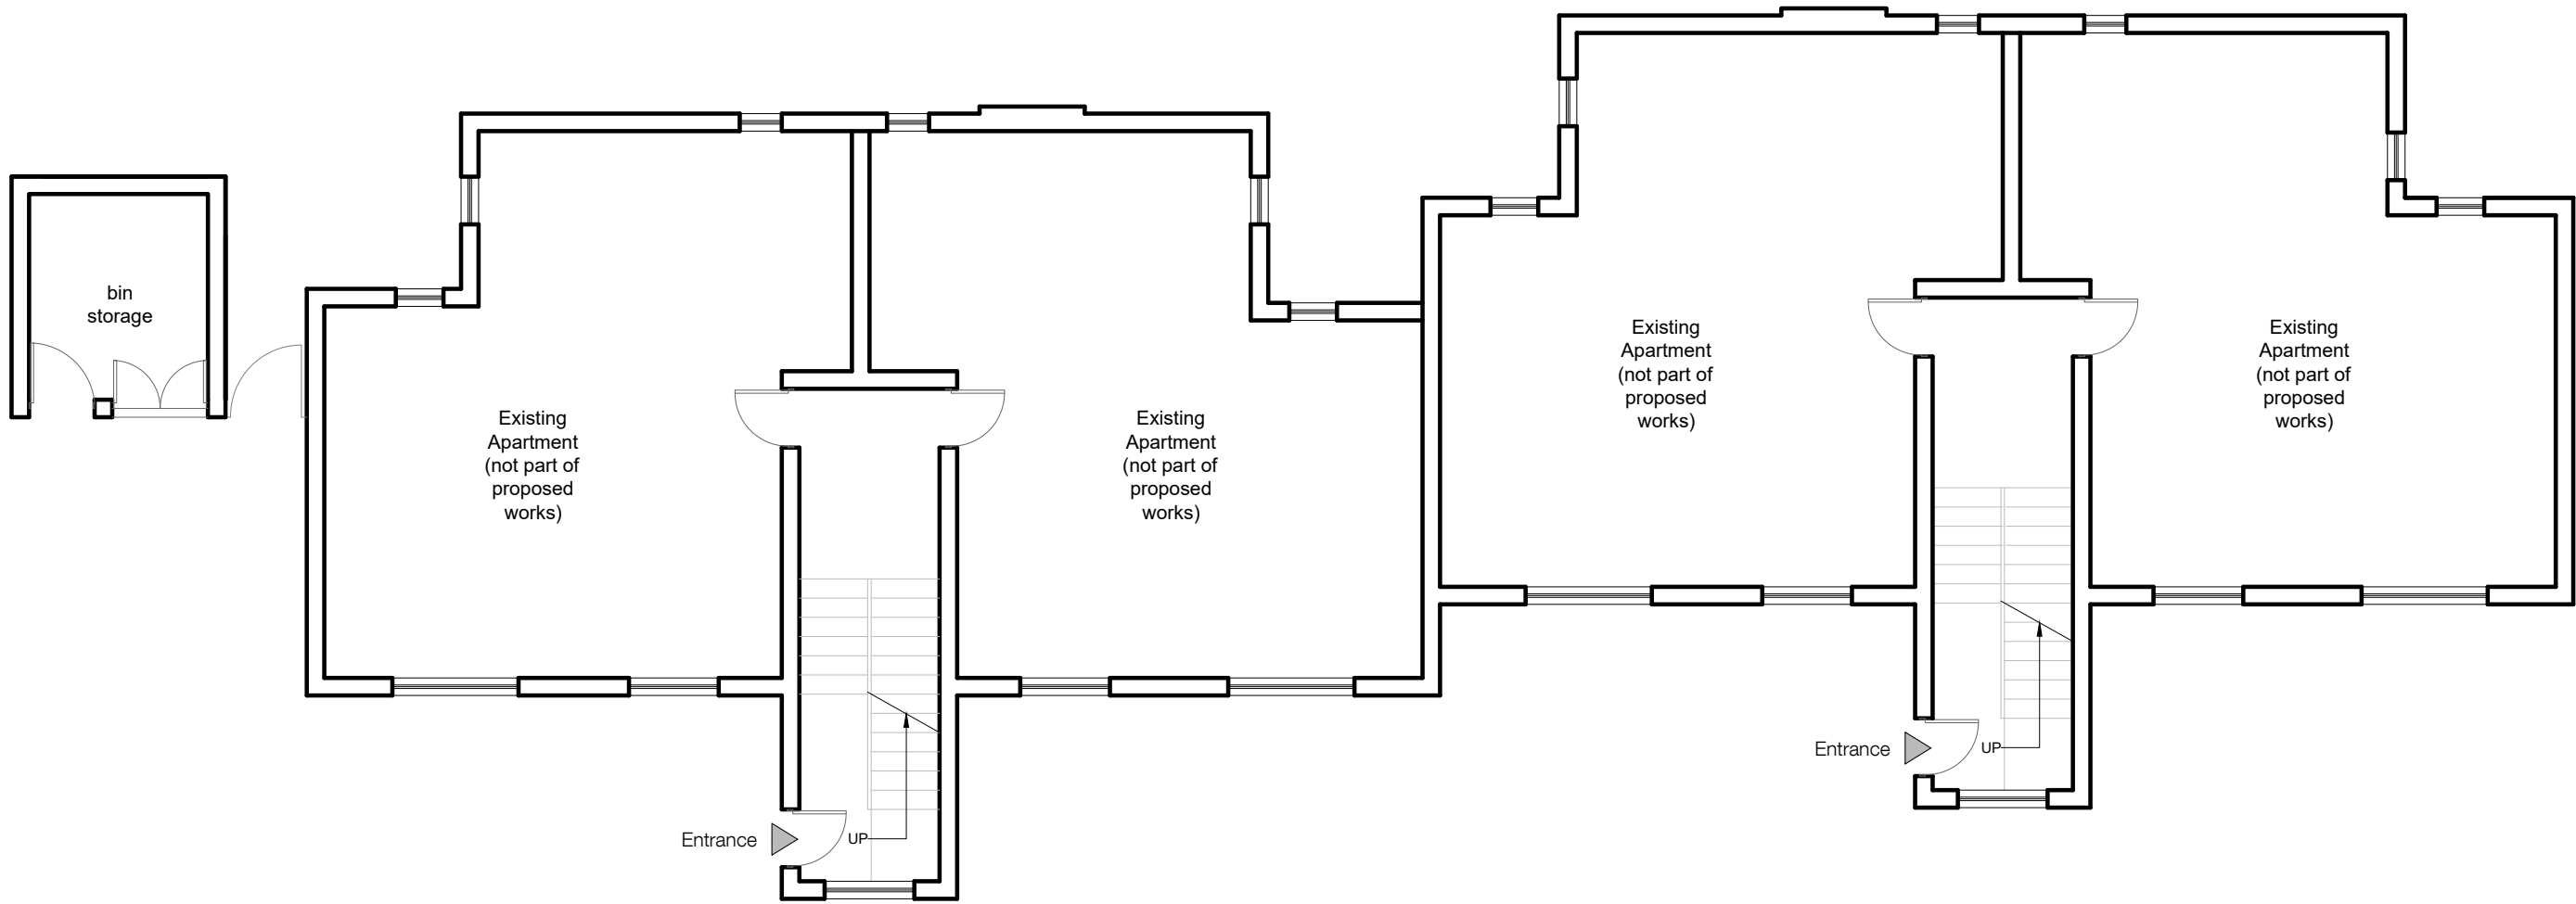 bin
storage
Existing
Apartment
(not part of
proposed
works)
Existing
Apartment
(not part of
proposed
works)
Existing
Apartment
(not part of
proposed
works)
Existing
Apartment
(not part of
proposed
works)
Entrance
UP
Entrance
UP